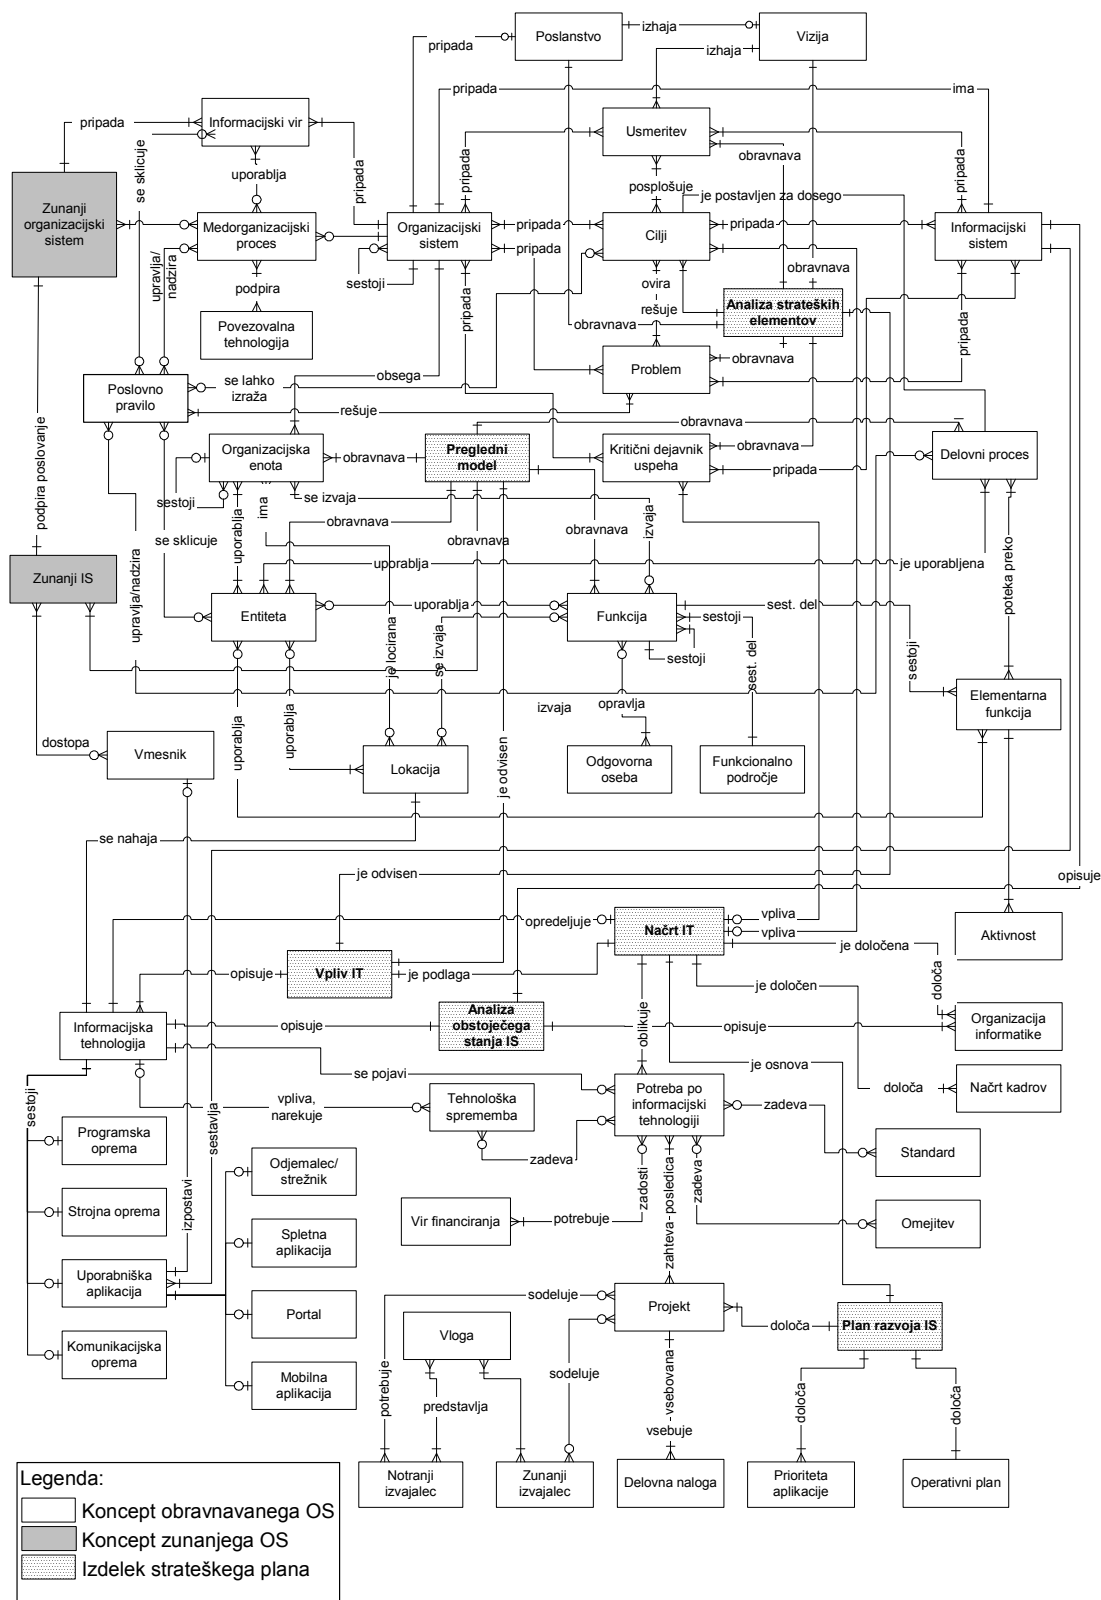 Poslanstvo
izhaja
Vizija
pripada
izhaja
pripada
ima
Informacijski vir
pripada
Usmeritev
obravnava
se sklicuje
uporablja
pripada
pripada
pripada
posplošuje
je postavljen za dosego
Zunanji
organizacijski
sistem
Medorganizacijski
proces
Organizacijski
sistem
pripada
Cilji
pripada
Informacijski
sistem
pripada
upravlja/
nadzira
podpira
sestoji
ovira
obravnava
rešuje
pripada
Analiza strateških
elementov
Povezovalna
tehnologija
obravnava
pripada
Poslovno
pravilo
se lahko
izraža
obsega
Problem
obravnava
rešuje
obravnava
podpira poslovanje
Organizacijska
enota
obravnava
Pregledni
model
Kritični dejavnik
uspeha
obravnava
pripada
Delovni proces
sestoji
se izvaja
ima
uporablja
obravnava
obravnava
izvaja
se sklicuje
obravnava
poteka preko
Zunanji IS
uporablja
je uporabljena
upravlja/nadzira
Entiteta
uporablja
Funkcija
sest. del
sestoji
sestoji
sestoji
je locirana
se izvaja
sest. del
Elementarna
funkcija
izvaja
opravlja
uporablja
uporablja
dostopa
Vmesnik
Lokacija
je odvisen
Odgovorna
oseba
Funkcionalno
področje
se nahaja
je odvisen
opisuje
opredeljuje
Načrt IT
vpliva
vpliva
Aktivnost
je določena
opisuje
Vpliv IT
je podlaga
je določen
določa
Informacijska
tehnologija
opisuje
Analiza
obstoječega
stanja IS
oblikuje
opisuje
Organizacija
informatike
se pojavi
je osnova
sestoji
vpliva,
narekuje
Tehnološka
sprememba
Potreba po
informacijski
tehnologiji
določa
Načrt kadrov
zadeva
sestavlja
Programska
oprema
Odjemalec/
strežnik
zadeva
Standard
zadosti
zahteva-posledica
zadeva
izpostavi
Strojna oprema
Spletna
aplikacija
Vir financiranja
potrebuje
Omejitev
Uporabniška
aplikacija
Portal
sodeluje
Projekt
določa
Plan razvoja IS
Vloga
Komunikacijska
oprema
Mobilna
aplikacija
potrebuje
predstavlja
sodeluje
vsebuje - vsebovana
vsebuje
določa
določa
Notranji
izvajalec
Zunanji
izvajalec
Delovna naloga
Prioriteta
aplikacije
Operativni plan
Legenda:
Koncept obravnavanega OS
Koncept zunanjega OS
Izdelek strateškega plana